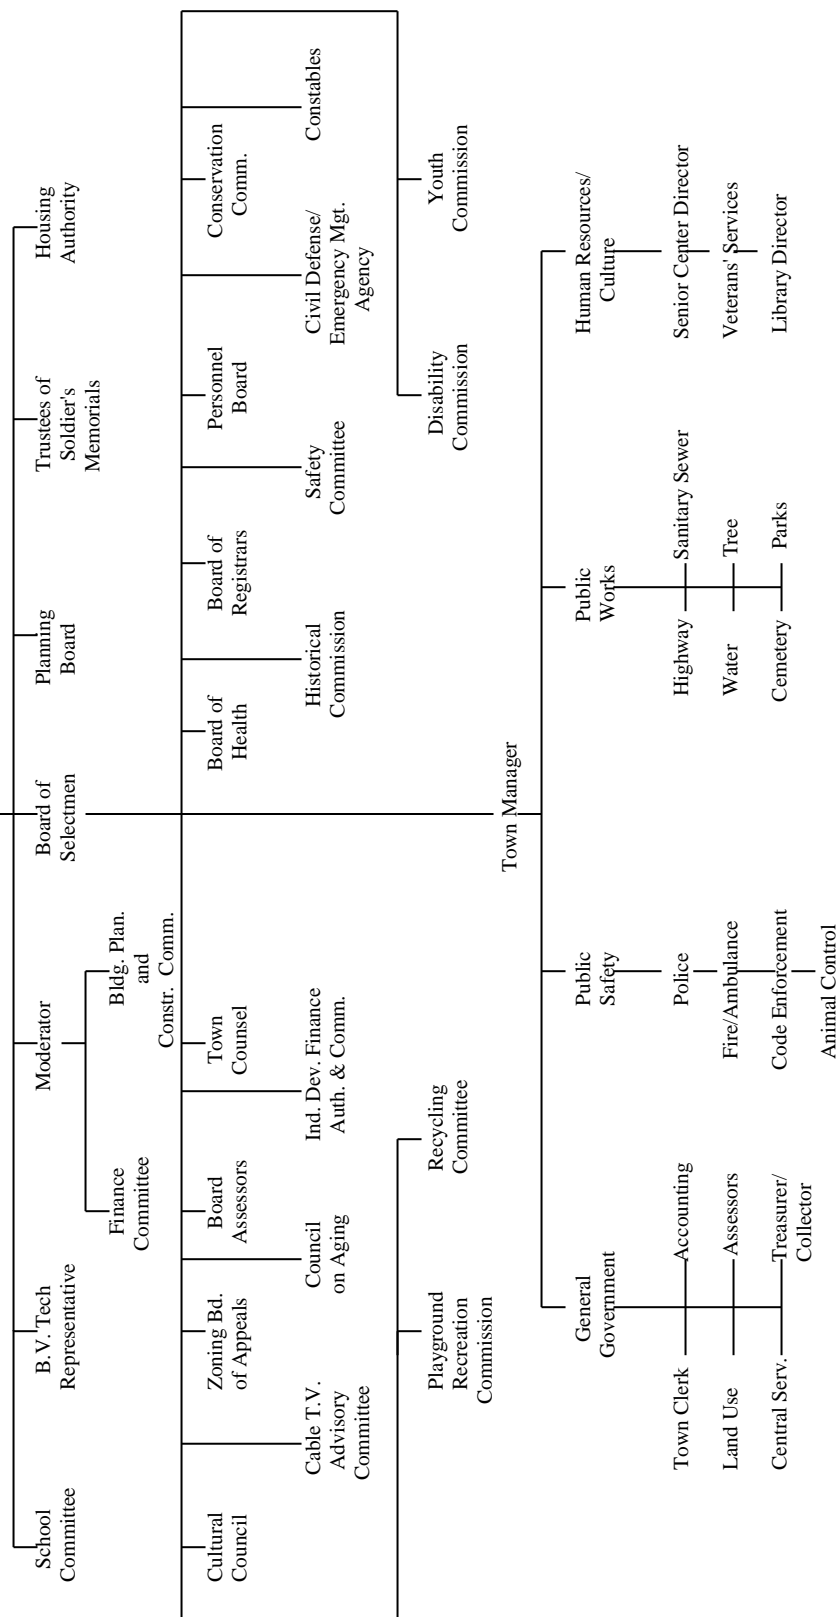 School
Committee
B.V. Tech
Representative
Moderator
Board of
Selectmen
Planning
Board
Trustees of
Soldier's
Memorials
Housing
Authority
Finance
Committee
Bldg. Plan.
and
Constr. Comm.
Cultural
Council
Zoning Bd.
of Appeals
Board
Assessors
Town
Counsel
Board of
Health
Board of
Registrars
Personnel
Board
Conservation
Comm.
Cable T.V.
Advisory
Committee
Council
on Aging
Ind. Dev. Finance
Auth. & Comm.
Historical
Commission
Safety
Committee
Civil Defense/
Emergency Mgt.
Agency
Constables
Playground
Recreation
Commission
Recycling
Committee
Disability
Commission
Youth
Commission
Town Manager
General
Government
Town Clerk
Accounting
Land Use
Assessors
Central Serv.
Treasurer/
Collector
Public
Safety
Police
Fire/Ambulance
Code Enforcement
Animal Control
Public
Works
Highway
Sanitary Sewer
Water
Tree
Cemetery
Parks
Human Resources/
Culture
Senior Center Director
Veterans' Services
Library Director